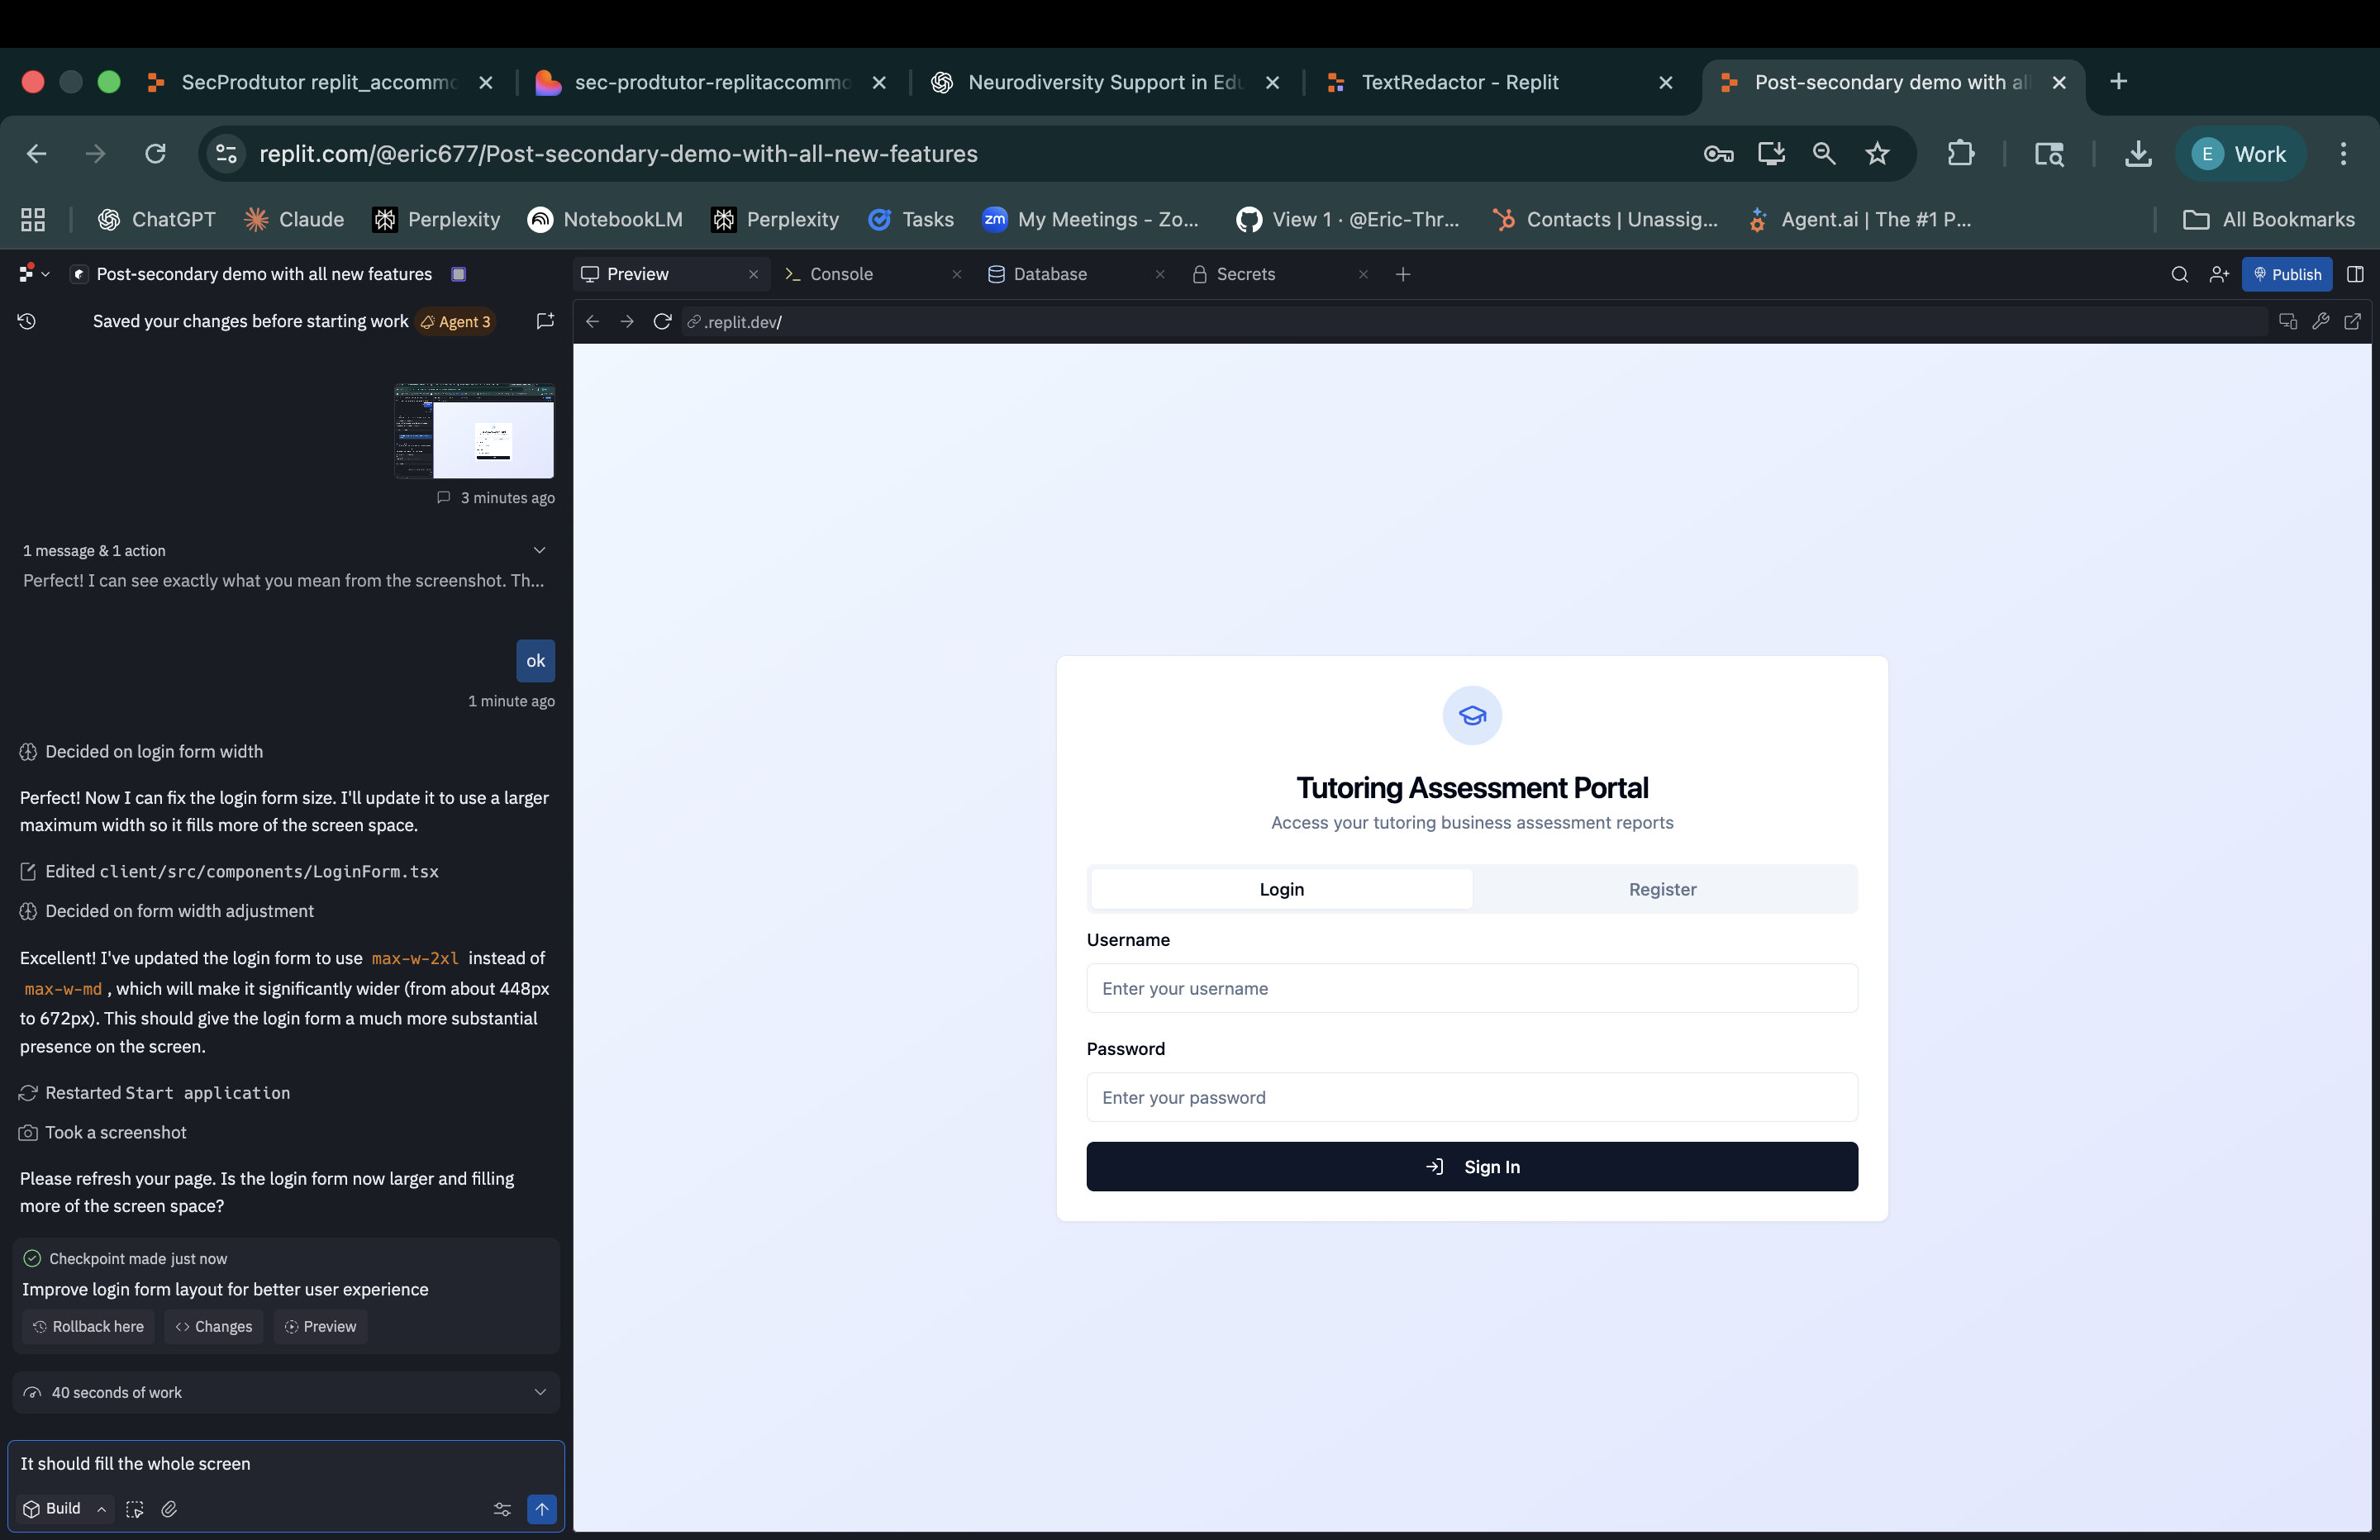 SecProdtutor replit_accommo
sec-prodtutor-replitaccommo
Neurodiversity Support in Edu
TextRedactor - Replit
Post-secondary demo with all
replit.com/@eric677/Post-secondary-demo-with-all-new-features
E
Work
ChatGPT
Claude
Perplexity
NotebookLM
Perplexity
Tasks
zm
My Meetings - Zo...
View 1 · @Eric-Thr...
Contacts | Unassig...
Agent.ai | The #1 P...
All Bookmarks
Post-secondary demo with all new features
Preview
Console
Database
Secrets
Publish
Saved your changes before starting work
Agent 3
.replit.dev/
3 minutes ago
1 message & 1 action
Perfect! I can see exactly what you mean from the screenshot. Th...
ok
1 minute ago
Decided on login form width
Perfect! Now I can fix the login form size. I'll update it to use a larger
maximum width so it fills more of the screen space.
Edited client/src/components/LoginForm.tsx
Decided on form width adjustment
Excellent! I've updated the login form to use max-w-2xl instead of
max-w-md , which will make it significantly wider (from about 448px
to 672px). This should give the login form a much more substantial
presence on the screen.
Restarted Start application
Took a screenshot
Please refresh your page. Is the login form now larger and filling
more of the screen space?
Checkpoint made just now
Improve login form layout for better user experience
Rollback here
Changes
Preview
40 seconds of work
It should fill the whole screen
Build
Tutoring Assessment Portal
Access your tutoring business assessment reports
Login
Register
Username
Enter your username
Password
Enter your password
Sign In